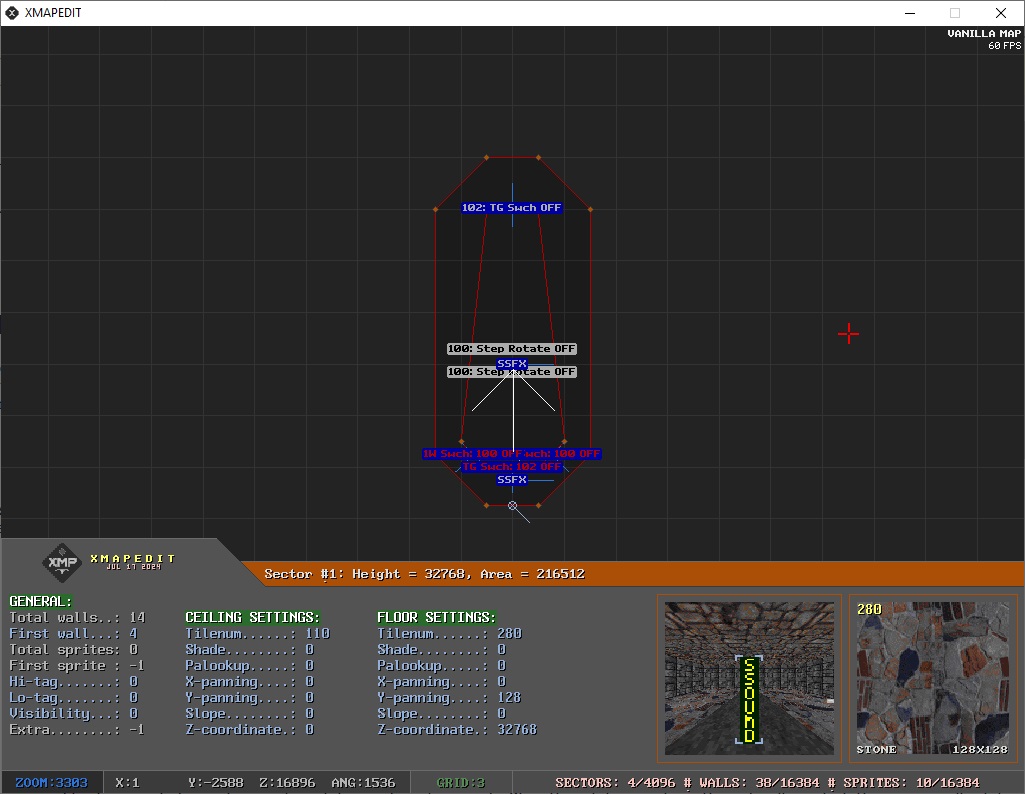 XMAPEDIT
VANILLA MAP
60 FPS
102: TG Swch OFF
100: Step Rotate OFF
SSFX
100: Step Rotate OFF
1W Swch: 100 OFF wch: 100 OFF
TG Swch: 102 OFF
SSFX
XMP
XMAPEDIT
JUL 17 2024
Sector #1: Height = 32768, Area = 216512
GENERAL:
Total walls..: 14
First wall...: 4
Total sprites: 0
First sprite : -1
Hi-tag.......: 0
Lo-tag.......: 0
Visibility...: 0
Extra........: -1
CEILING SETTINGS:
Tilenum......: 110
Shade........: 0
Palookup.....: 0
X-panning....: 0
Y-panning....: 0
Slope........: 0
Z-coordinate.: 0
FLOOR SETTINGS:
Tilenum......: 280
Shade........: 0
Palookup.....: 0
X-panning....: 0
Y-panning....: 128
Slope........: 0
Z-coordinate.: 32768
SSOUND
280
STONE 128X128
ZOOM:3303 X:1 Y:-2588 Z:16896 ANG:1536 GRID:3 SECTORS: 4/4096 # WALLS: 38/16384 # SPRITES: 10/16384